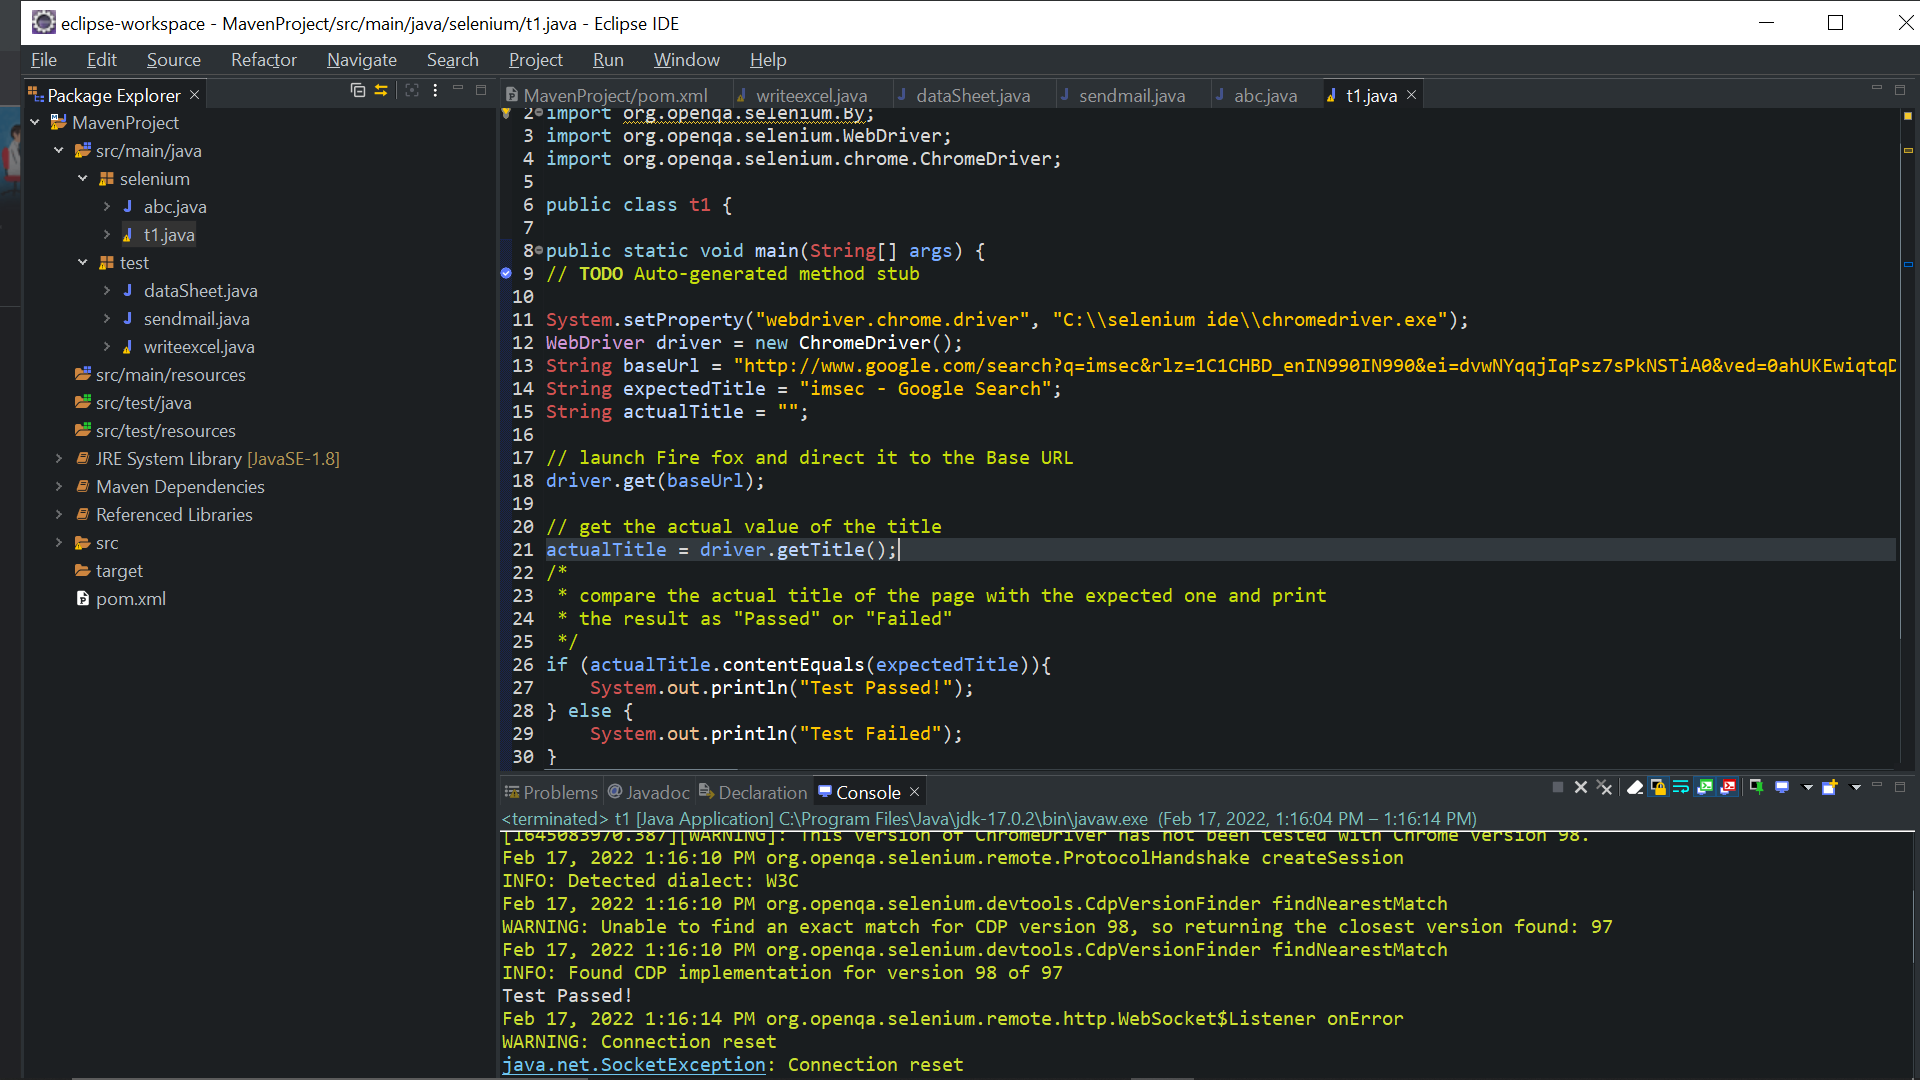 eclipse-workspace - MavenProject/src/main/java/selenium/t1.java - Eclipse IDE
File Edit Source Refactor Navigate Search Project Run Window Help
Package Explorer
MavenProject
src/main/java
selenium
abc.java
t1.java
test
dataSheet.java
sendmail.java
writeexcel.java
src/main/resources
src/test/java
src/test/resources
JRE System Library [JavaSE-1.8]
Maven Dependencies
Referenced Libraries
src
target
pom.xml
MavenProject/pom.xml writeexcel.java dataSheet.java sendmail.java abc.java t1.java
2 import org.openqa.selenium.By;
3 import org.openqa.selenium.WebDriver;
4 import org.openqa.selenium.chrome.ChromeDriver;
5
6 public class t1 {
7
8 public static void main(String[] args) {
9 // TODO Auto-generated method stub
10
11 System.setProperty("webdriver.chrome.driver", "C:\\selenium ide\\chromedriver.exe");
12 WebDriver driver = new ChromeDriver();
13 String baseUrl = "http://www.google.com/search?q=imsec&rlz=1C1CHBD_enIN990IN990&ei=dvwNYqqjIqPsz7sPkNSTiA0&ved=0ahUKEwiqtqD
14 String expectedTitle = "imsec - Google Search";
15 String actualTitle = "";
16
17 // launch Fire fox and direct it to the Base URL
18 driver.get(baseUrl);
19
20 // get the actual value of the title
21 actualTitle = driver.getTitle();
22 /*
23 * compare the actual title of the page with the expected one and print
24 * the result as "Passed" or "Failed"
25 */
26 if (actualTitle.contentEquals(expectedTitle)){
27 System.out.println("Test Passed!");
28 } else {
29 System.out.println("Test Failed");
30 }
Problems Javadoc Declaration Console
<terminated> t1 [Java Application] C:\Program Files\Java\jdk-17.0.2\bin\javaw.exe (Feb 17, 2022, 1:16:04 PM – 1:16:14 PM)
[1645083970.387][WARNING]: This version of ChromeDriver has not been tested with Chrome version 98.
Feb 17, 2022 1:16:10 PM org.openqa.selenium.remote.ProtocolHandshake createSession
INFO: Detected dialect: W3C
Feb 17, 2022 1:16:10 PM org.openqa.selenium.devtools.CdpVersionFinder findNearestMatch
WARNING: Unable to find an exact match for CDP version 98, so returning the closest version found: 97
Feb 17, 2022 1:16:10 PM org.openqa.selenium.devtools.CdpVersionFinder findNearestMatch
INFO: Found CDP implementation for version 98 of 97
Test Passed!
Feb 17, 2022 1:16:14 PM org.openqa.selenium.remote.http.WebSocket$Listener onError
WARNING: Connection reset
java.net.SocketException: Connection reset